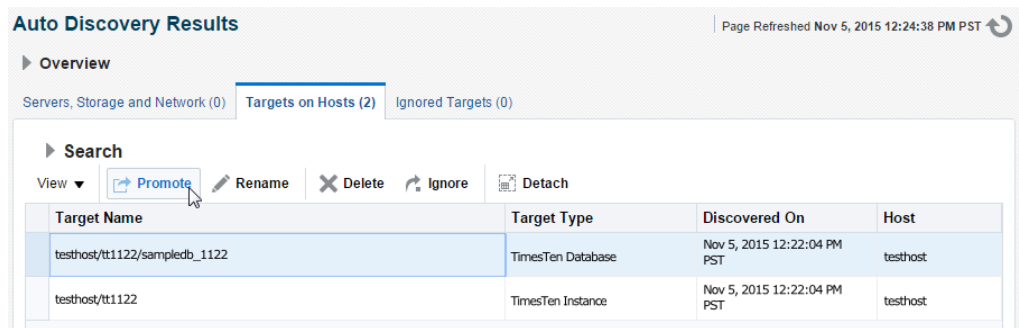 Auto Discovery Results
Page Refreshed Nov 5, 2015 12:24:38 PM PST
Overview
Servers, Storage and Network (0) Targets on Hosts (2) Ignored Targets (0)
Search
View Promote Rename Delete Ignore Detach
Target Name Target Type Discovered On Host
testhost/tt1122/sampledb_1122 TimesTen Database Nov 5, 2015 12:22:04 PM PST testhost
testhost/tt1122 TimesTen Instance Nov 5, 2015 12:22:04 PM PST testhost